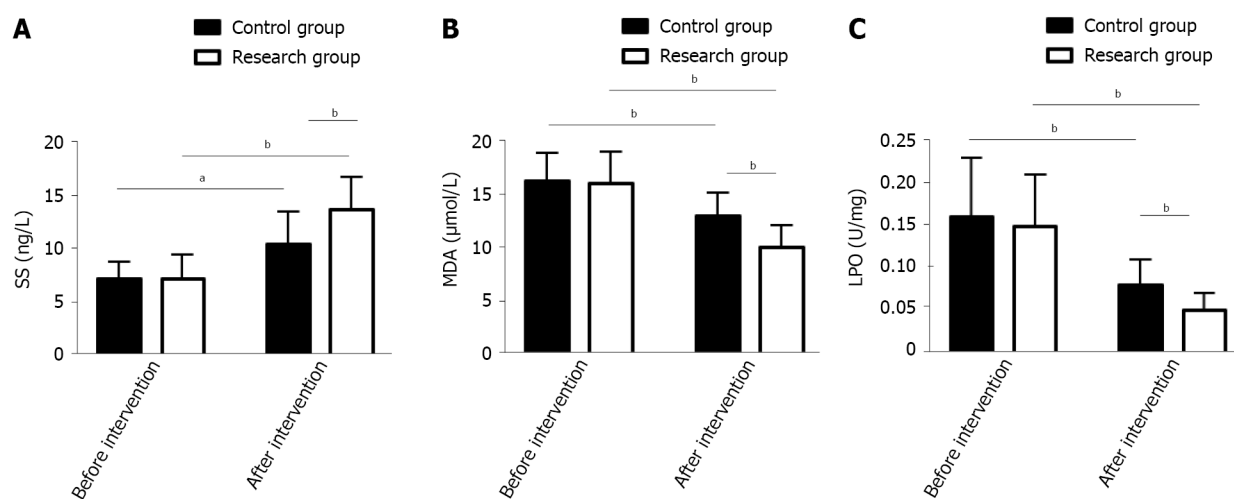 A
Control group
Research group
b
b
a
SS (ng/L)
20
15
10
5
0
Before intervention
After intervention
B
Control group
Research group
b
b
b
MDA (µmol/L)
20
15
10
5
0
Before intervention
After intervention
C
Control group
Research group
b
b
b
LPO (U/mg)
0.25
0.20
0.15
0.10
0.05
0
Before intervention
After intervention